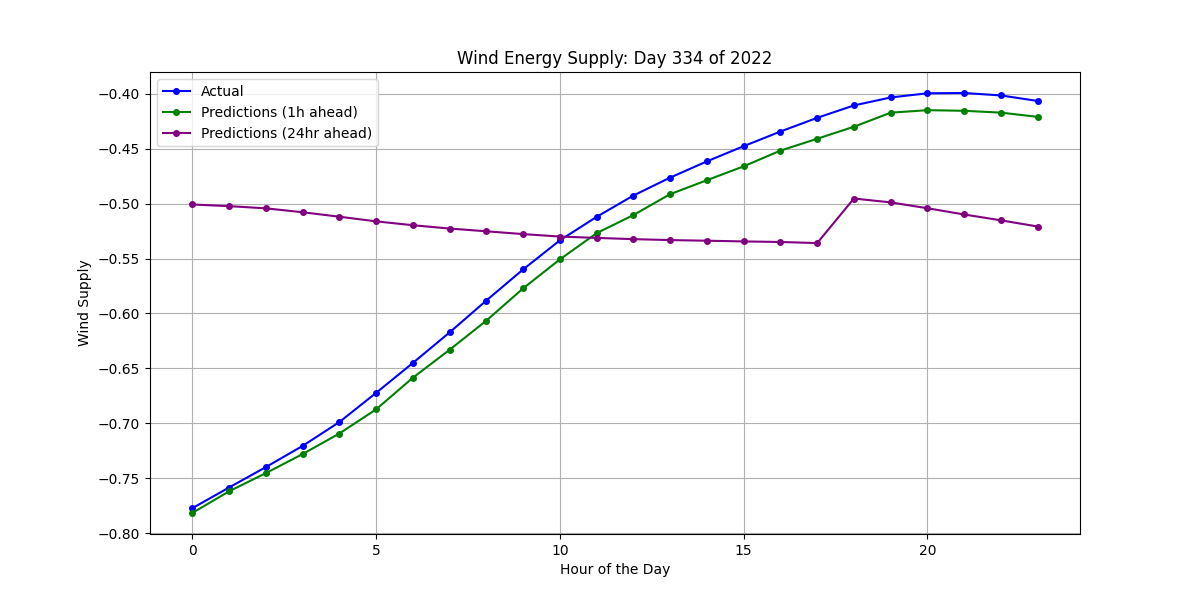 Wind Energy Supply: Day 334 of 2022
Actual
Predictions (1h ahead)
Predictions (24hr ahead)
Wind Supply
−0.40
−0.45
−0.50
−0.55
−0.60
−0.65
−0.70
−0.75
−0.80
0 5 10 15 20
Hour of the Day